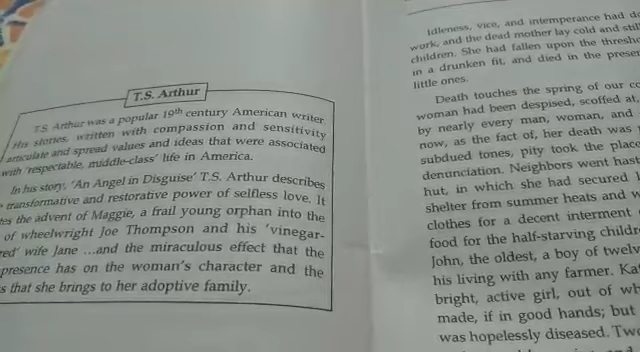 T.S. Arthur
T.S. Arthur was a popular 19th century American writer.
His stories, written with compassion and sensitivity
articulate and spread values and ideas that were associated
with 'respectable, middle-class' life in America.
In his story, 'An Angel in Disguise' T.S. Arthur describes
transformative and restorative power of selfless love. It
the advent of Maggie, a frail young orphan into the
of wheelwright Joe Thompson and his 'vinegar-
wife Jane ...and the miraculous effect that the
presence has on the woman's character and the
that she brings to her adoptive family.
Idleness, vice, and intemperance had
work, and the dead mother lay cold and
children. She had fallen upon the
in a drunken fit, and died in the
little ones.
Death touches the spring of our
woman had been despised, scoffed at,
by nearly every man, woman, and
now, as the fact of, her death was
subdued tones, pity took the place
denunciation. Neighbors went
hut, in which she had secured
shelter from summer heats and
clothes for a decent interment
food for the half-starving
John, the oldest, a boy of
his living with any farmer.
bright, active girl, out of
made, if in good hands; but
was hopelessly diseased.